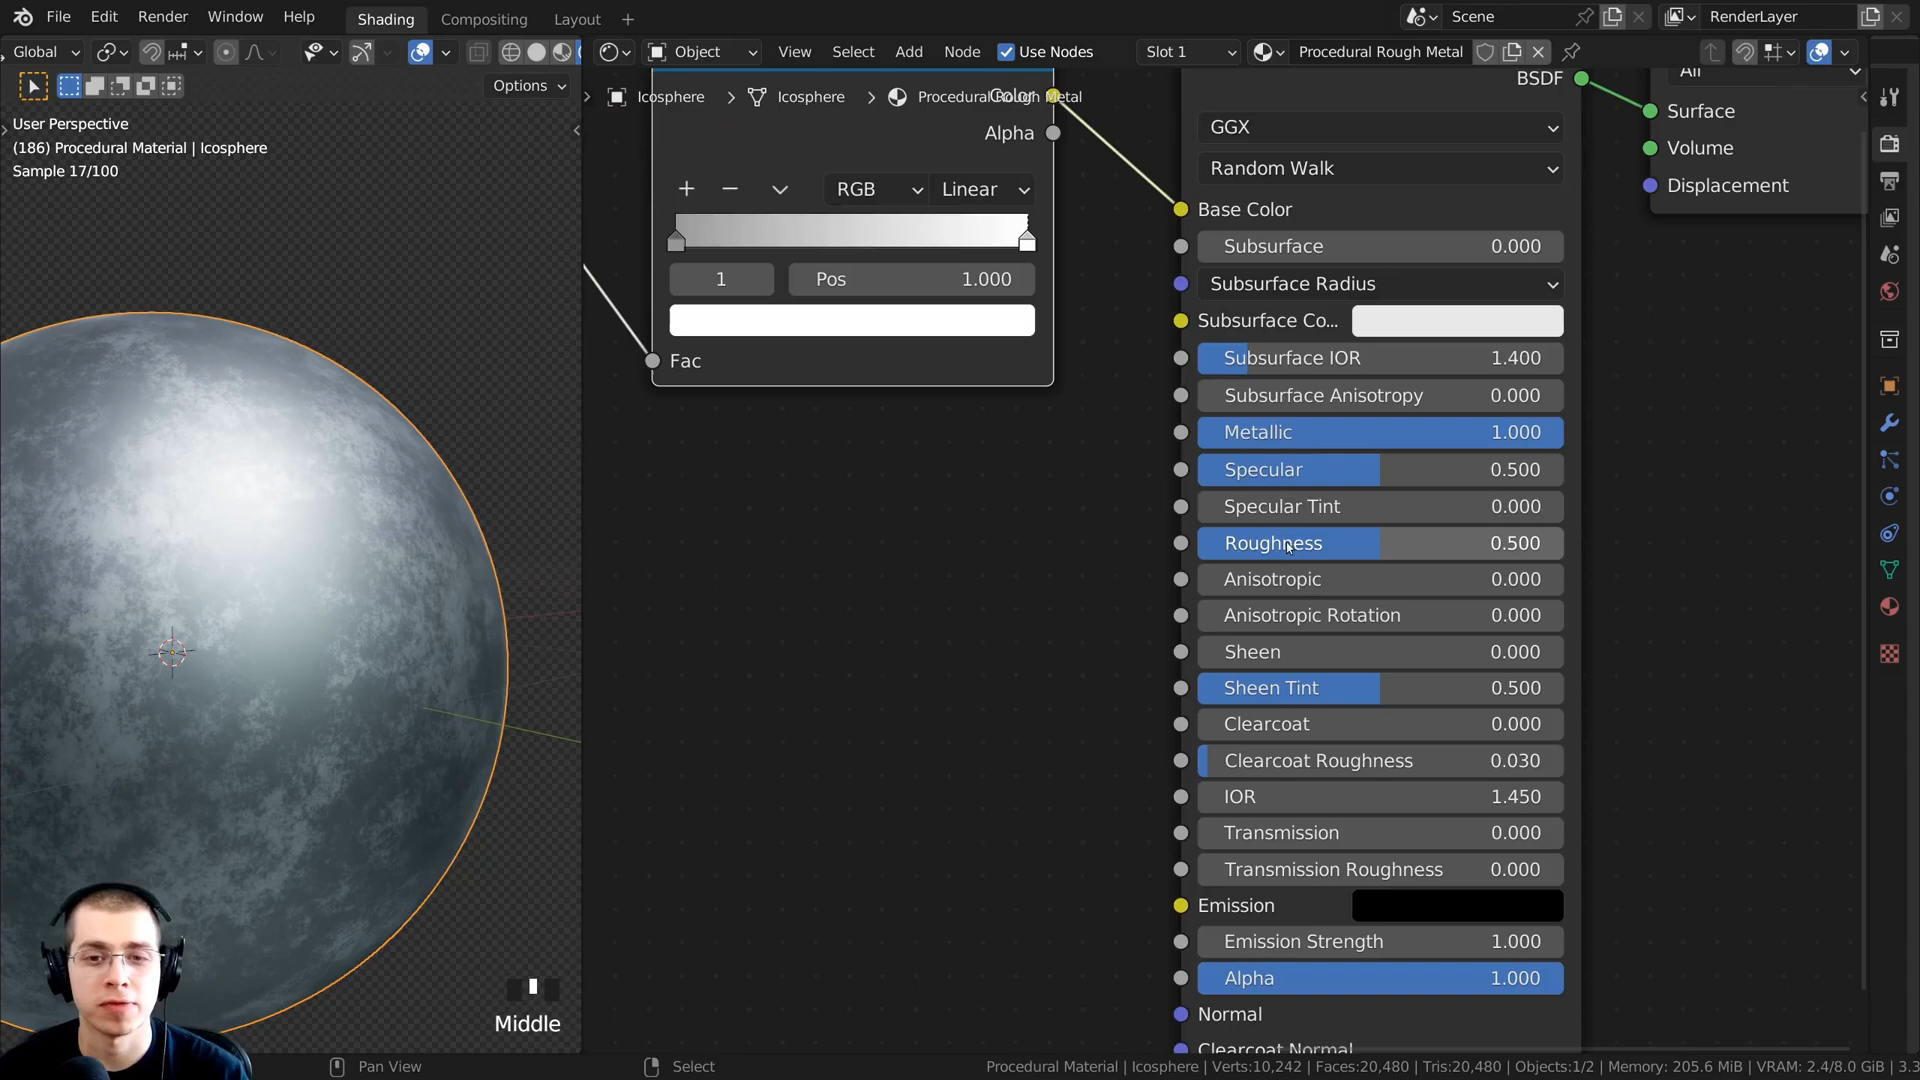 File Edit Render Window Help Shading Compositing Layout + Scene RenderLayer
Global Object View Select Add Node Use Nodes Slot 1 Procedural Rough Metal
Options
User Perspective
(186) Procedural Material | Icosphere
Sample 17/100
Icosphere > Icosphere > Procedural Rough Metal
Color
Alpha
RGB Linear
1 Pos 1.000
Fac
BSDF
GGX
Random Walk
Base Color
Subsurface 0.000
Subsurface Radius
Subsurface Co...
Subsurface IOR 1.400
Subsurface Anisotropy 0.000
Metallic 1.000
Specular 0.500
Specular Tint 0.000
Roughness 0.500
Anisotropic 0.000
Anisotropic Rotation 0.000
Sheen 0.000
Sheen Tint 0.500
Clearcoat 0.000
Clearcoat Roughness 0.030
IOR 1.450
Transmission 0.000
Transmission Roughness 0.000
Emission
Emission Strength 1.000
Alpha 1.000
Normal
Clearcoat Normal
All
Surface
Volume
Displacement
Middle
Pan View Select Procedural Material | Icosphere | Verts:10,242 | Faces:20,480 | Tris:20,480 | Objects:1/2 | Memory: 205.6 MiB | VRAM: 2.4/8.0 GiB | 3.3